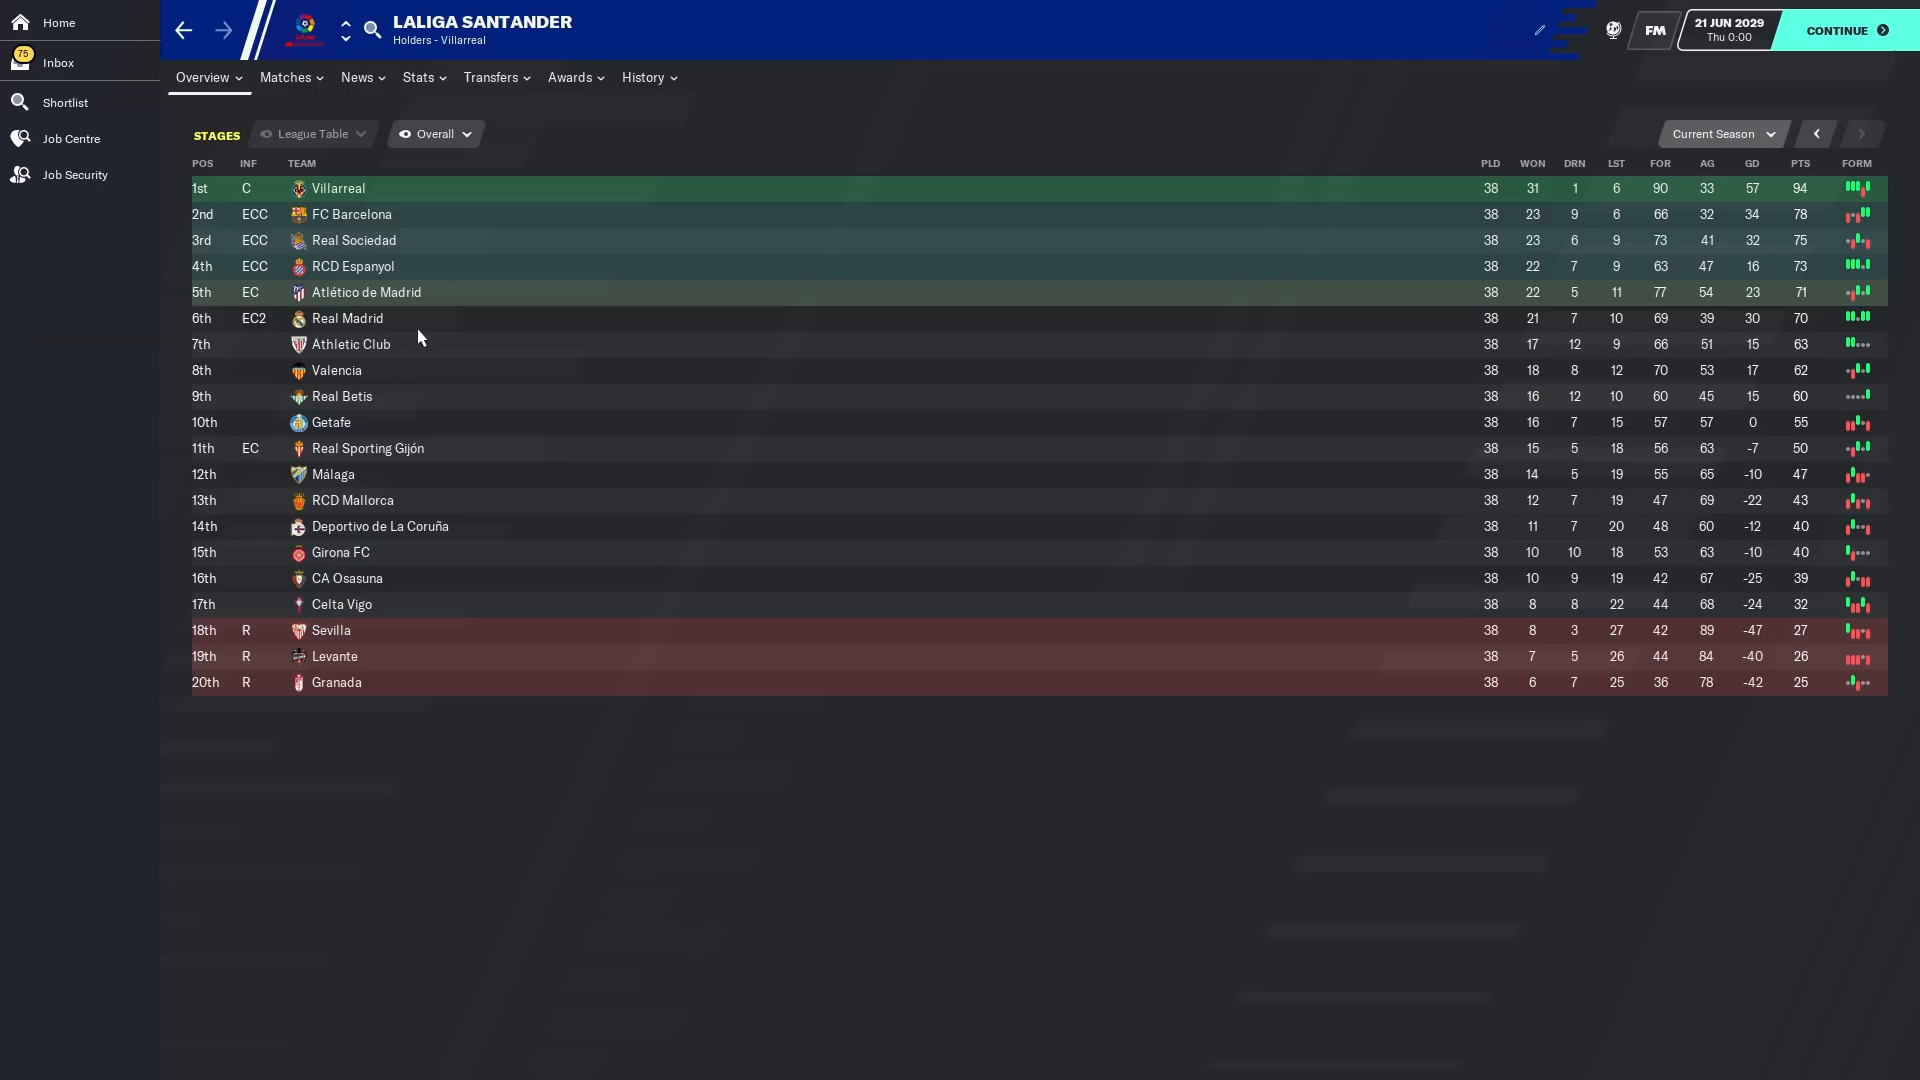 Home
75
Inbox
Shortlist
Job Centre
Job Security
LALIGA SANTANDER
Holders - Villarreal
FM
21 JUN 2029
Thu 0:00
CONTINUE
Overview Matches News Stats Transfers Awards History
STAGES League Table Overall Current Season
POS INF TEAM PLD WON DRN LST FOR AG GD PTS FORM
1st C Villarreal 38 31 1 6 90 33 57 94
2nd ECC FC Barcelona 38 23 9 6 66 32 34 78
3rd ECC Real Sociedad 38 23 6 9 73 41 32 75
4th ECC RCD Espanyol 38 22 7 9 63 47 16 73
5th EC Atlético de Madrid 38 22 5 11 77 54 23 71
6th EC2 Real Madrid 38 21 7 10 69 39 30 70
7th Athletic Club 38 17 12 9 66 51 15 63
8th Valencia 38 18 8 12 70 53 17 62
9th Real Betis 38 16 12 10 60 45 15 60
10th Getafe 38 16 7 15 57 57 0 55
11th EC Real Sporting Gijón 38 15 5 18 56 63 -7 50
12th Málaga 38 14 5 19 55 65 -10 47
13th RCD Mallorca 38 12 7 19 47 69 -22 43
14th Deportivo de La Coruña 38 11 7 20 48 60 -12 40
15th Girona FC 38 10 10 18 53 63 -10 40
16th CA Osasuna 38 10 9 19 42 67 -25 39
17th Celta Vigo 38 8 8 22 44 68 -24 32
18th R Sevilla 38 8 3 27 42 89 -47 27
19th R Levante 38 7 5 26 44 84 -40 26
20th R Granada 38 6 7 25 36 78 -42 25